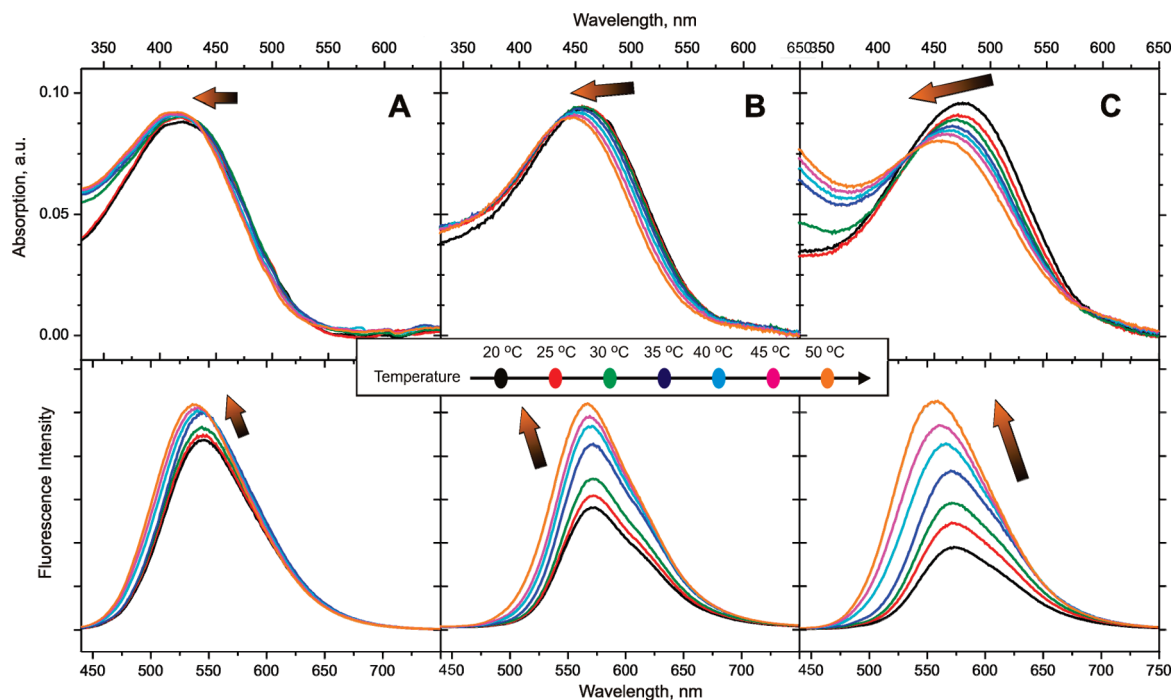 Wavelength, nm
350 400 450 500 550 600 350 400 450 500 550 600 650 350 400 450 500 550 600 650
A B C
Absorption, a.u.
0.10
0.05
0.00
20 ºC 25 ºC 30 ºC 35 ºC 40 ºC 45 ºC 50 ºC
Temperature
Fluorescence Intensity
450 500 550 600 650 700 450 500 550 600 650 700 450 500 550 600 650 700 750
Wavelength, nm